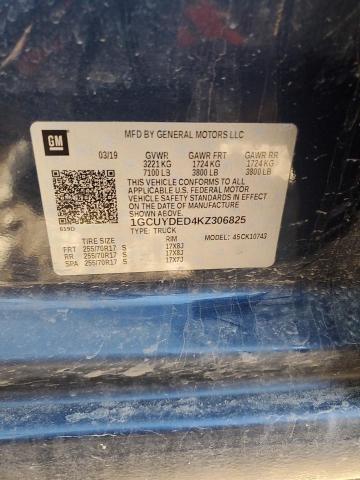 GM
MFD BY GENERAL MOTORS LLC
03/19 GVWR GAWR FRT GAWR RR
3221 KG 1724 KG 1724 KG
7100 LB 3800 LB 3800 LB
THIS VEHICLE CONFORMS TO ALL
APPLICABLE U.S. FEDERAL MOTOR
VEHICLE SAFETY STANDARDS IN
EFFECT ON THE DATE OF MANUFACTURE
SHOWN ABOVE.
1GCUYDED4KZ306825
619D TYPE: TRUCK MODEL: 4SCK10743
TIRE SIZE RIM
FRT 255/70R17 S 17X8J
RR 255/70R17 S 17X8J
SPA 255/70R17 S 17X7J